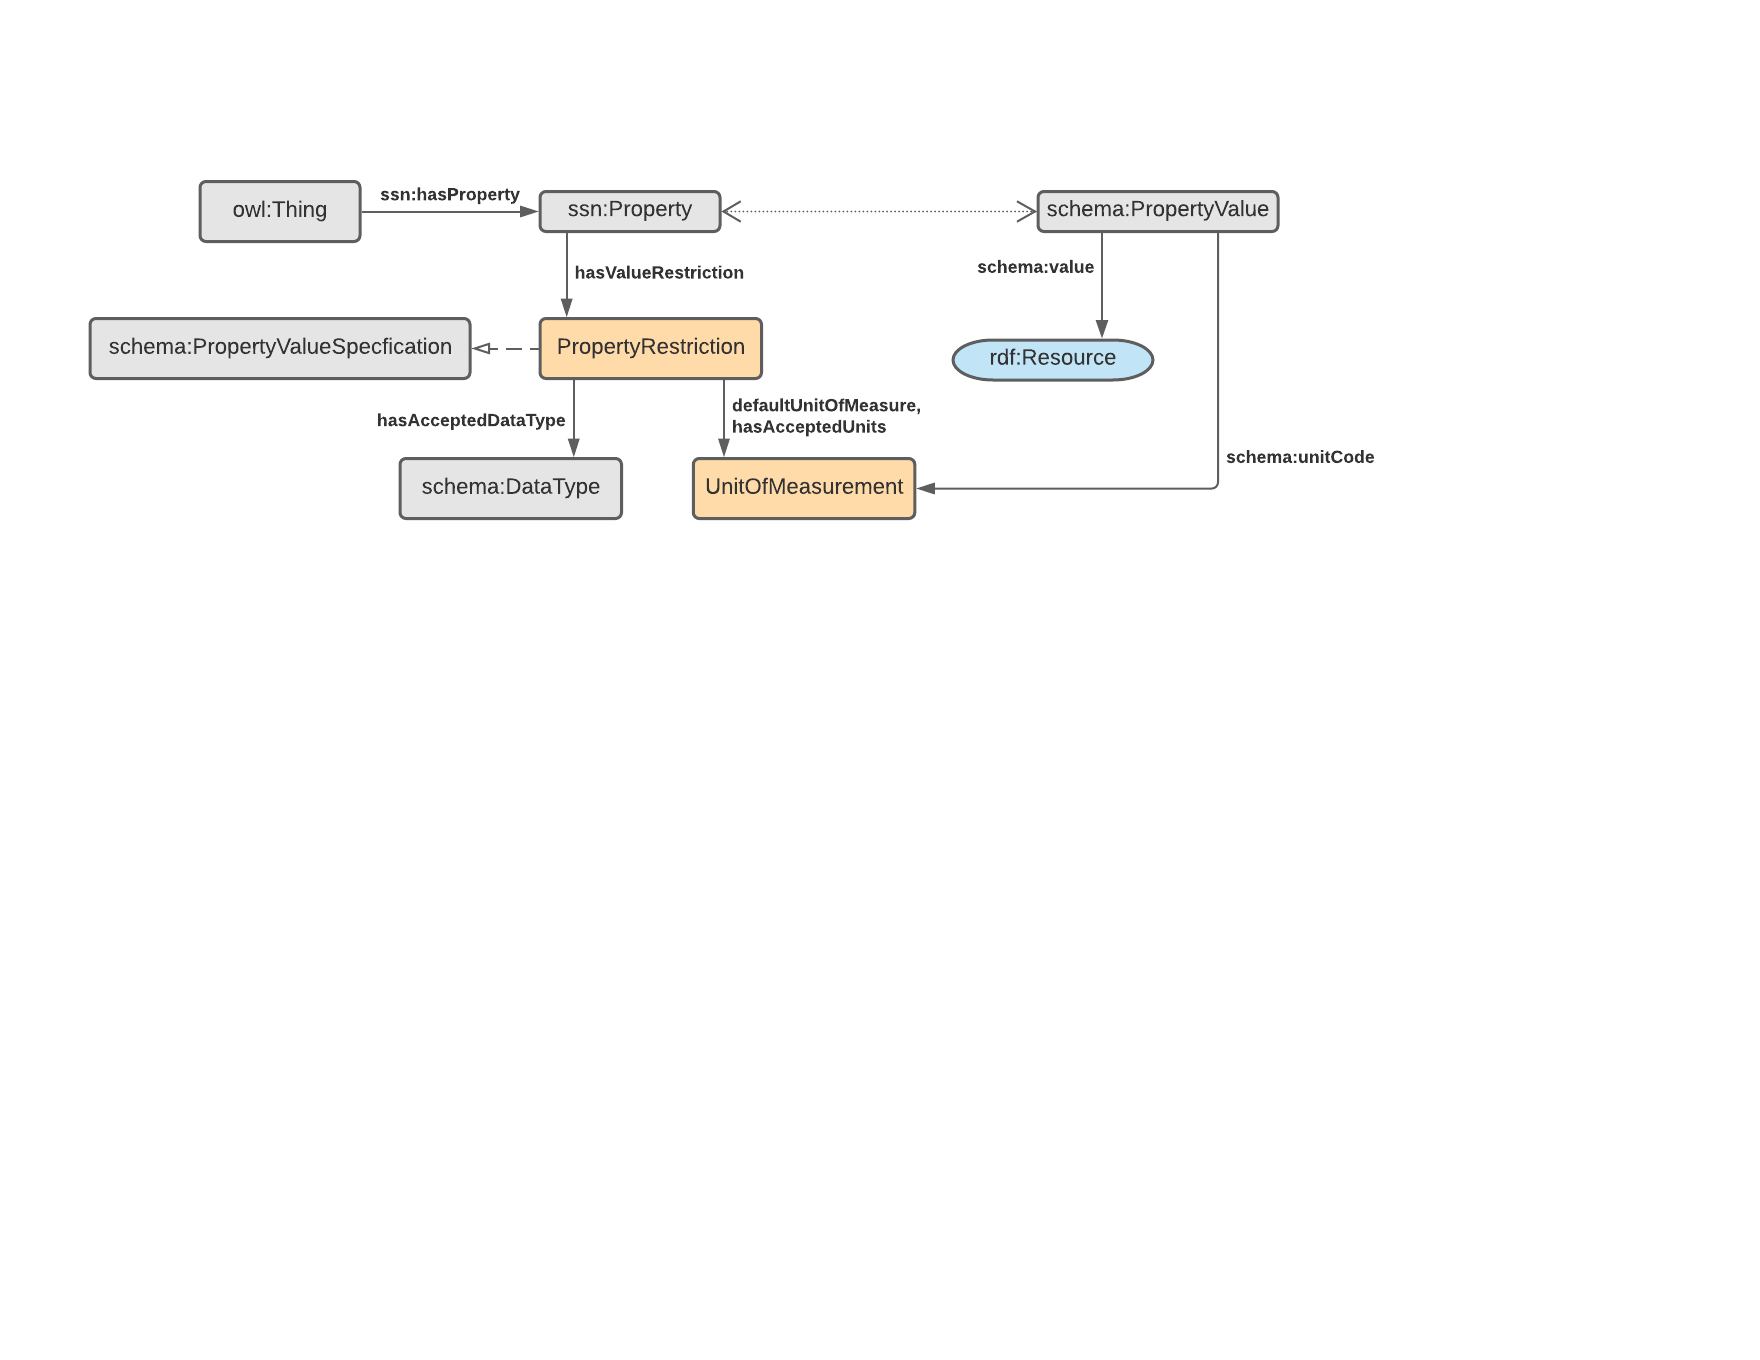 owl:Thing
ssn:hasProperty
ssn:Property
schema:PropertyValue
hasValueRestriction
schema:value
schema:PropertyValueSpecfication
PropertyRestriction
rdf:Resource
hasAcceptedDataType
defaultUnitOfMeasure,
hasAcceptedUnits
schema:unitCode
schema:DataType
UnitOfMeasurement